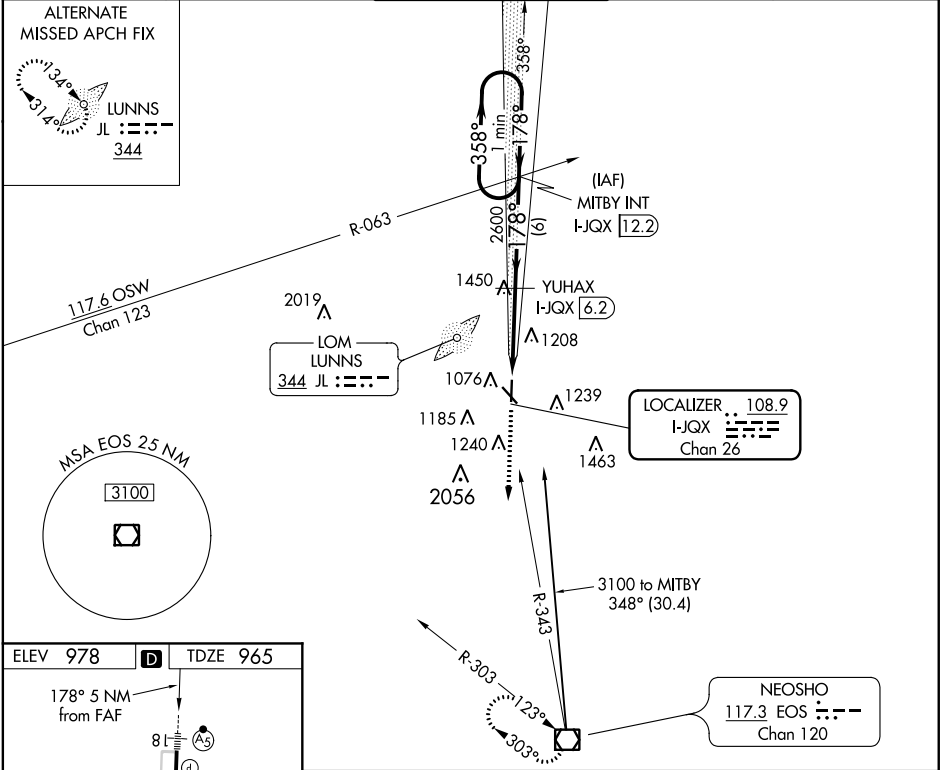 ALTERNATE
MISSED APCH FIX
134°
314°
LUNNS
JL
344
358°
358°
1 min
178°
(IAF)
MITBY INT
I-JQX 12.2
R-063
2600
178°
(6)
117.6 OSW
Chan 123
2019
1450
YUHAX
I-JQX 6.2
1208
LOM
LUNNS
344 JL
1076
1239
1185
1240
1463
2056
LOCALIZER 108.9
I-JQX
Chan 26
MSA EOS 25 NM
3100
3100 to MITBY
348° (30.4)
R-343
R-303
123°
303°
NEOSHO
117.3 EOS
Chan 120
ELEV 978 D TDZE 965
178° 5 NM
from FAF
18
A5
d